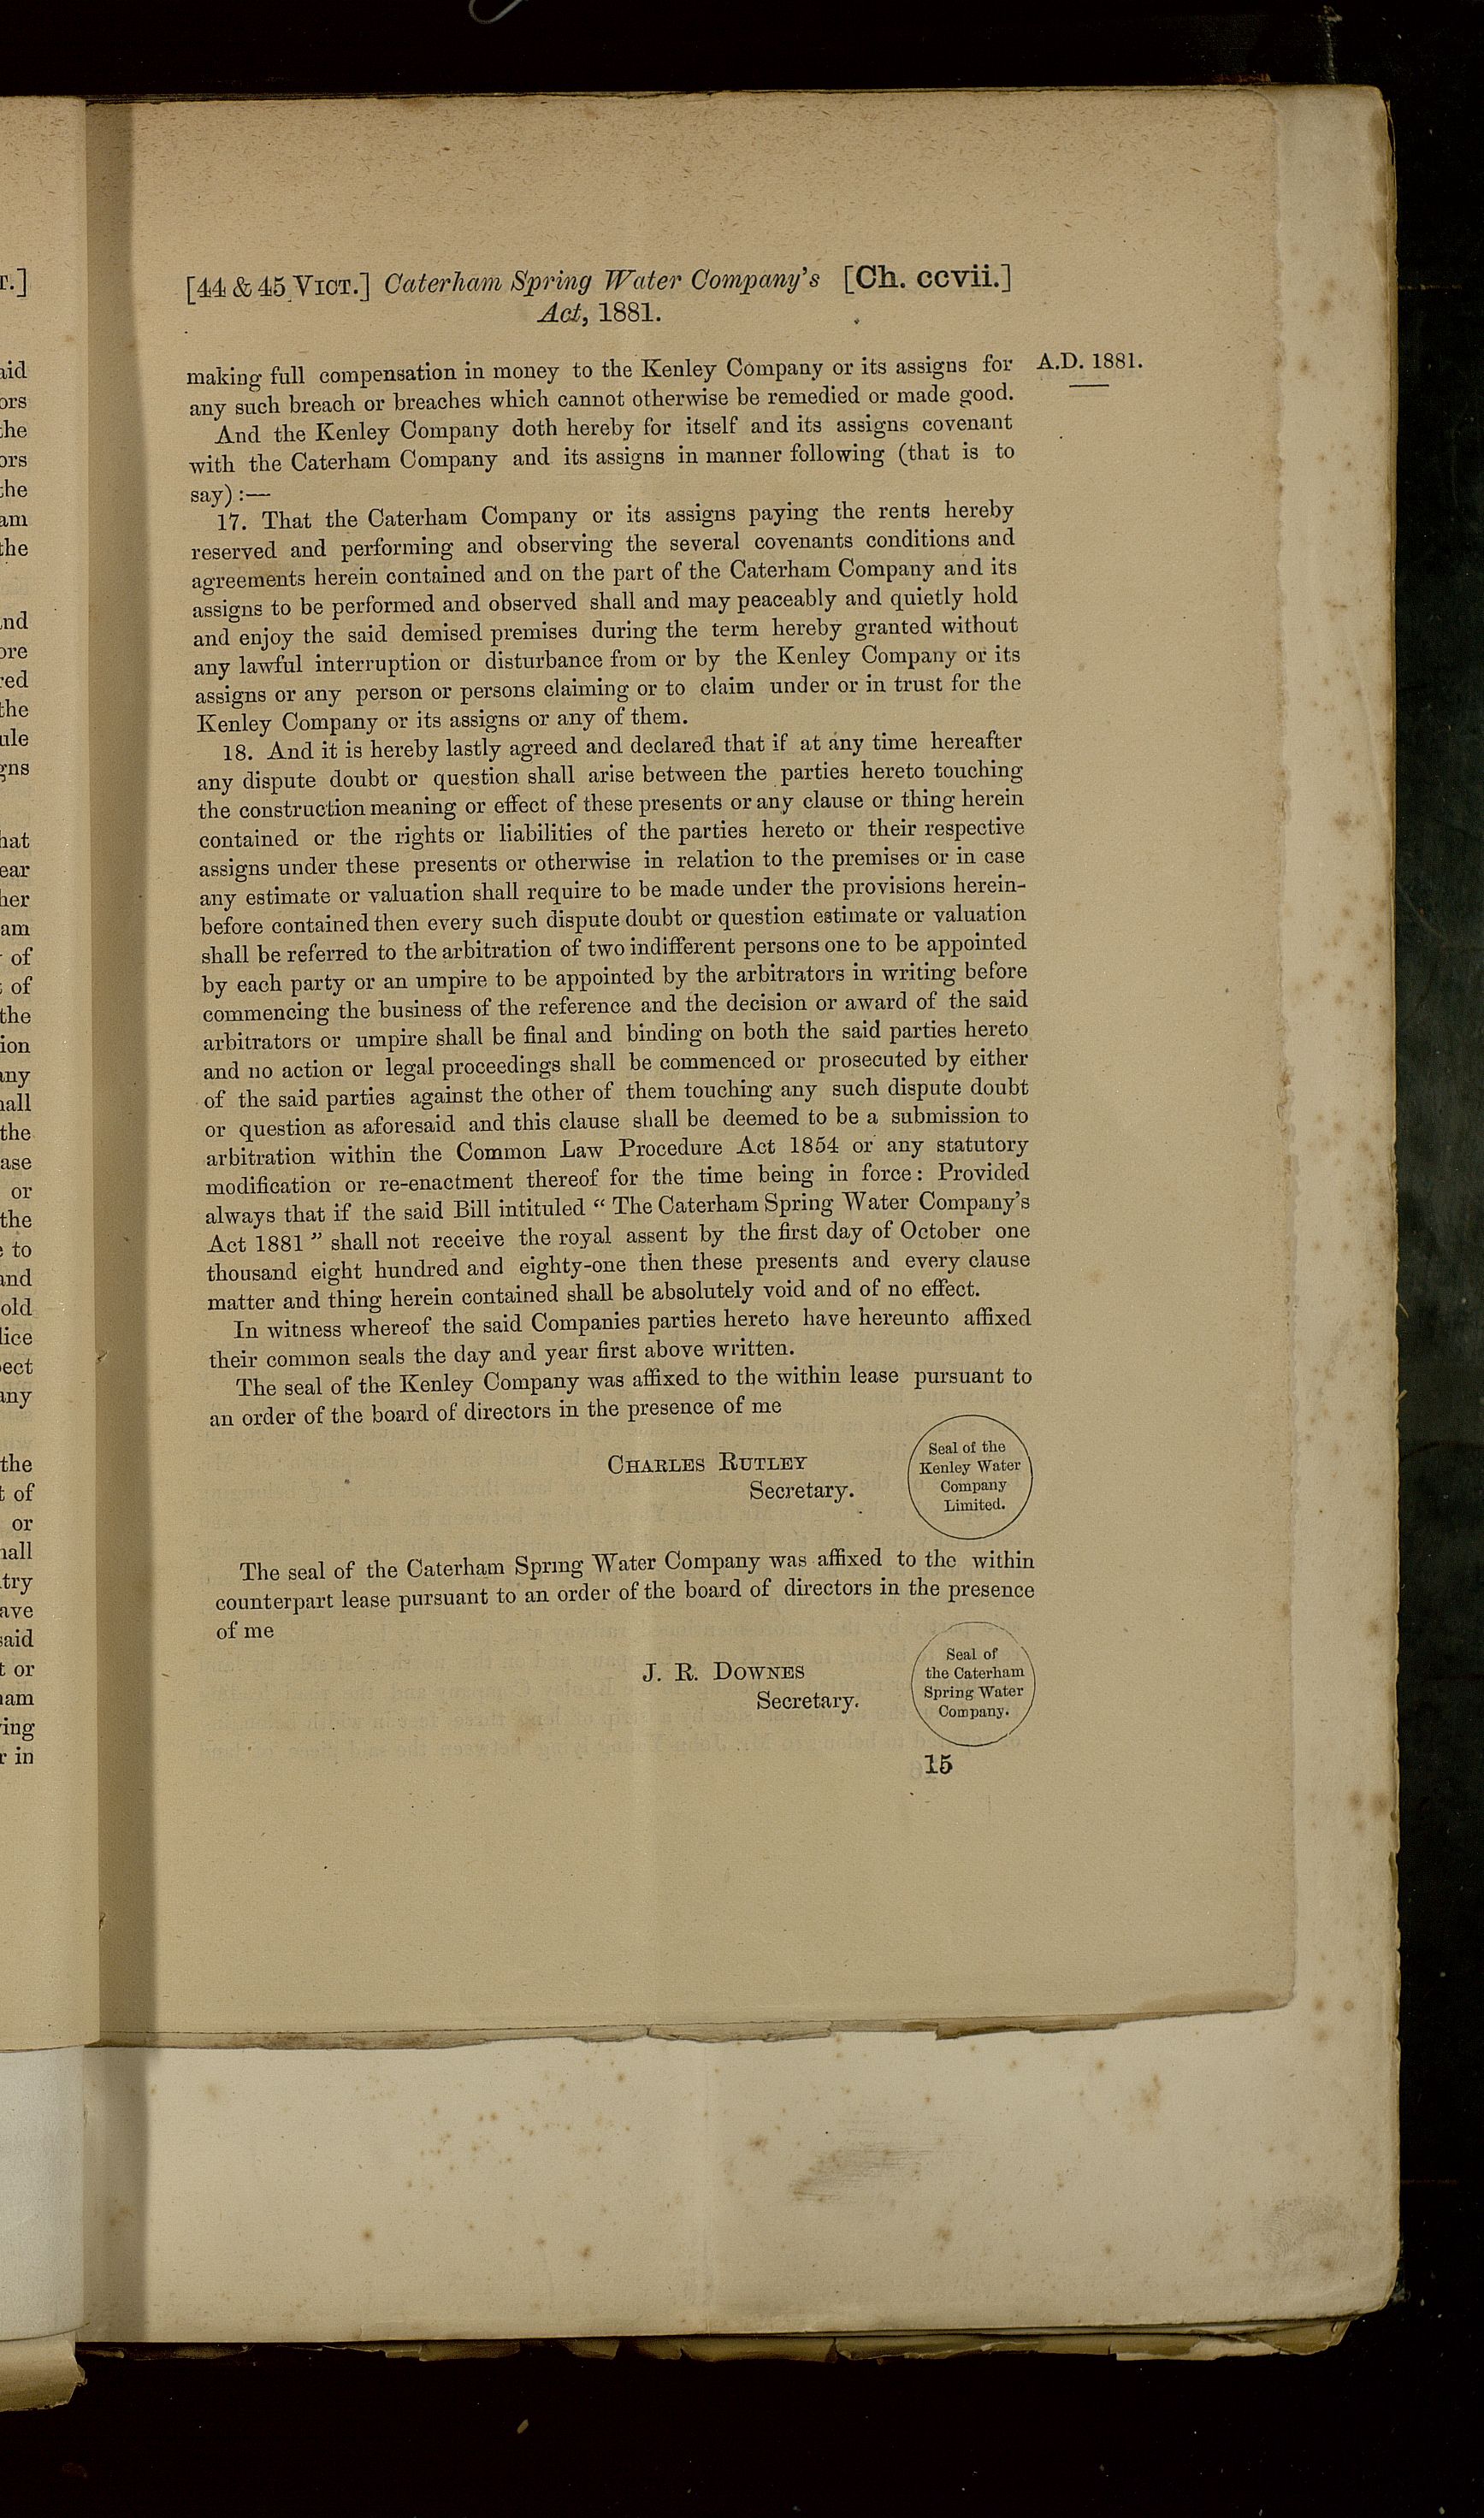 [44 & 45 VICT.] Caterham Spring Water Company's [Ch. ccvii.]
Act, 1881.
A.D. 1881.
making full compensation in money to the Kenley Company or its assigns for
any such breach or breaches which cannot otherwise be remedied or made good.
And the Kenley Company doth hereby for itself and its assigns covenant
with the Caterham Company and its assigns in manner following (that is to
say) :—
17. That the Caterham Company or its assigns paying the rents hereby
reserved and performing and observing the several covenants conditions and
agreements herein contained and on the part of the Caterham Company and its
assigns to be performed and observed shall and may peaceably and quietly hold
and enjoy the said demised premises during the term hereby granted without
any lawful interruption or disturbance from or by the Kenley Company or its
assigns or any person or persons claiming or to claim under or in trust for the
Kenley Company or its assigns or any of them.
18. And it is hereby lastly agreed and declared that if at any time hereafter
any dispute doubt or question shall arise between the parties hereto touching
the construction meaning or effect of these presents or any clause or thing herein
contained or the rights or liabilities of the parties hereto or their respective
assigns under these presents or otherwise in relation to the premises or in case
any estimate or valuation shall require to be made under the provisions herein-
before contained then every such dispute doubt or question estimate or valuation
shall be referred to the arbitration of two indifferent persons one to be appointed
by each party or an umpire to be appointed by the arbitrators in writing before
commencing the business of the reference and the decision or award of the said
arbitrators or umpire shall be final and binding on both the said parties hereto
and no action or legal proceedings shall be commenced or prosecuted by either
of the said parties against the other of them touching any such dispute doubt
or question as aforesaid and this clause shall be deemed to be a submission to
arbitration within the Common Law Procedure Act 1854 or any statutory
modification or re-enactment thereof for the time being in force: Provided
always that if the said Bill intituled “ The Caterham Spring Water Company's
Act 1881 ” shall not receive the royal assent by the first day of October one
thousand eight hundred and eighty-one then these presents and every clause
matter and thing herein contained shall be absolutely void and of no effect.
In witness whereof the said Companies parties hereto have hereunto affixed
their common seals the day and year first above written.
The seal of the Kenley Company was affixed to the within lease pursuant to
an order of the board of directors in the presence of me
CHARLES RUTLEY
Secretary.
Seal of the
Kenley Water
Company
Limited.
The seal of the Caterham Spring Water Company was affixed to the within
counterpart lease pursuant to an order of the board of directors in the presence
of me
J. R. DOWNES
Secretary.
Seal of
the Caterham
Spring Water
Company.
15